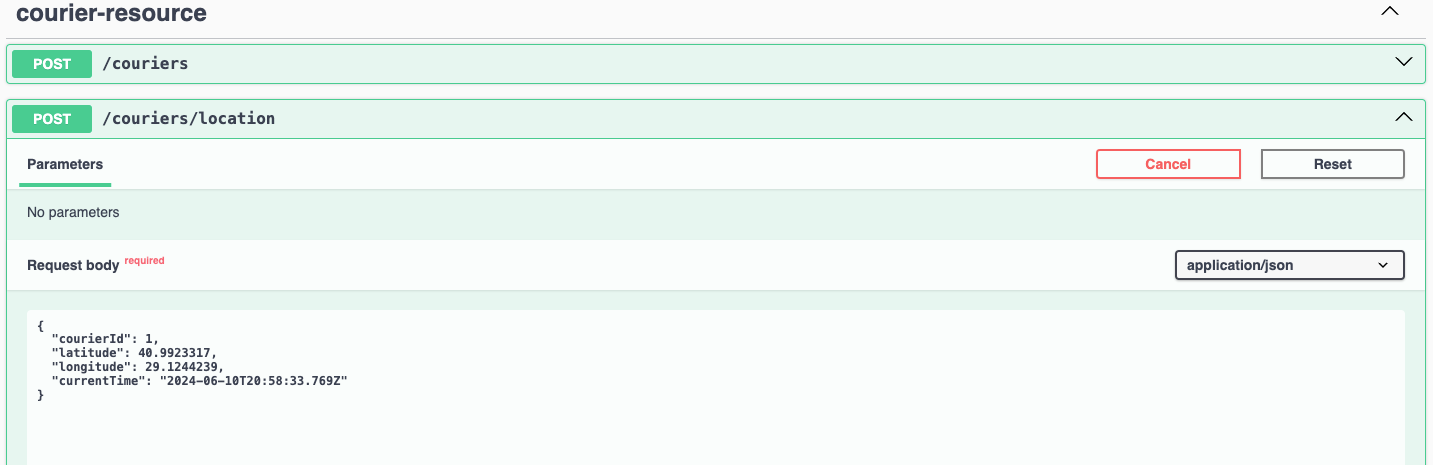 courier-resource
POST /couriers
POST /couriers/location
Parameters Cancel Reset
No parameters
Request body required application/json
{
  "courierId": 1,
  "latitude": 40.9923317,
  "longitude": 29.1244239,
  "currentTime": "2024-06-10T20:58:33.769Z"
}